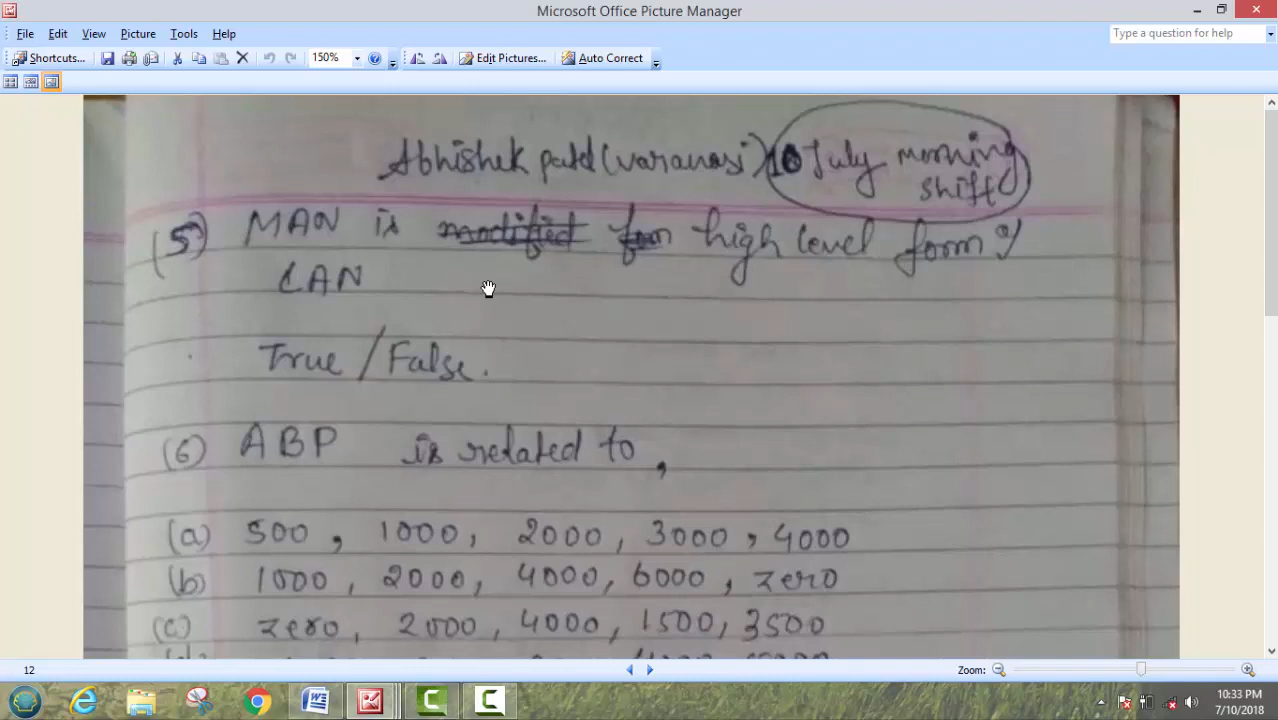 Microsoft Office Picture Manager
File Edit View Picture Tools Help
Type a question for help
Shortcuts... 150% Edit Pictures... Auto Correct
Abhishek patel (varanasi) 10 July morning
shift
(5) MAN is modified from high level form of
LAN
True / False.
(6) ABP is related to,
(a) 500, 1000, 2000, 3000, 4000
(b) 1000, 2000, 4000, 6000, zero
(c) zero, 2000, 4000, 1500, 3500
12
Zoom:
10:33 PM
7/10/2018